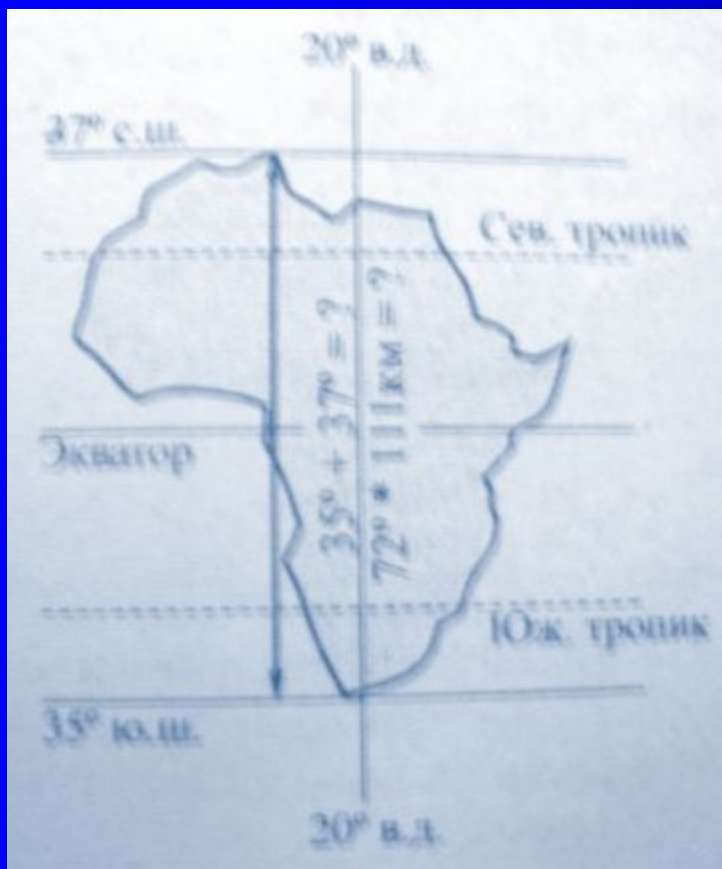 20° в.д.
37° с.ш.
Сев. тропик
35° + 37° = ?
72° * 111км = ?
Экватор
Юж. тропик
35° ю.ш.
20° в.д.